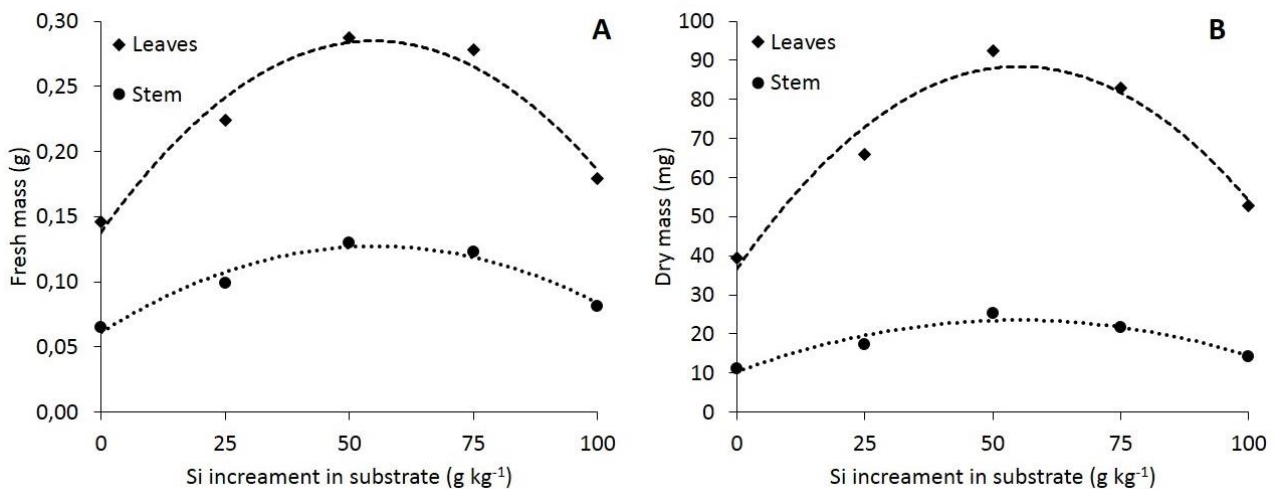 A
Leaves
Stem
Fresh mass (g)
0,30
0,25
0,20
0,15
0,10
0,05
0,00
0 25 50 75 100
Si increament in substrate (g kg⁻¹)
B
Leaves
Stem
Dry mass (mg)
100
90
80
70
60
50
40
30
20
10
0
0 25 50 75 100
Si increament in substrate (g kg⁻¹)